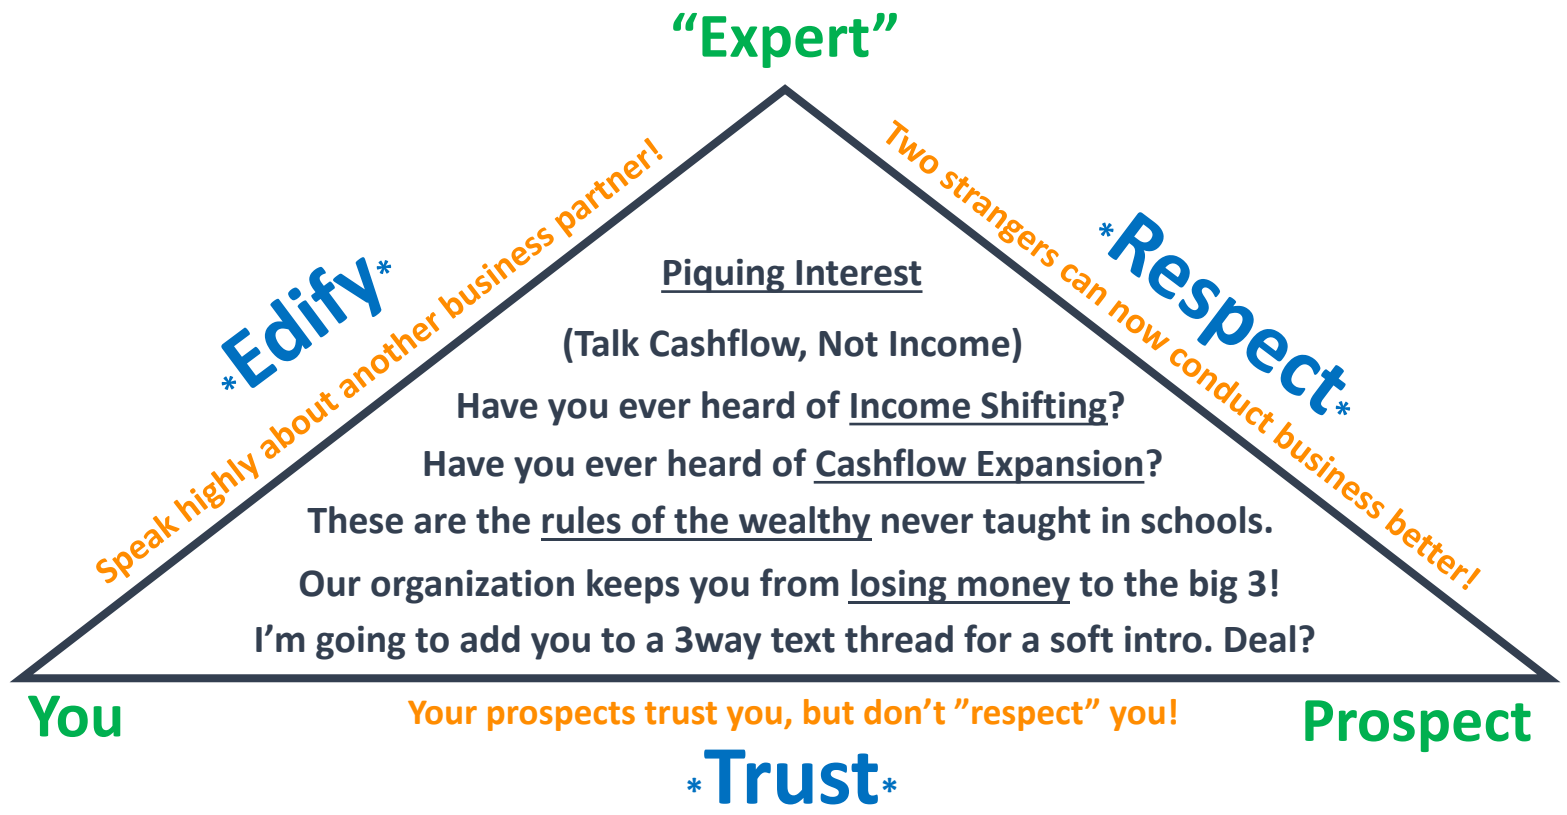 “Expert”
Speak highly about another business partner!
*Edify*
Two strangers can now conduct business better!
*Respect*
Piquing Interest
(Talk Cashflow, Not Income)
Have you ever heard of Income Shifting?
Have you ever heard of Cashflow Expansion?
These are the rules of the wealthy never taught in schools.
Our organization keeps you from losing money to the big 3!
I’m going to add you to a 3way text thread for a soft intro. Deal?
You
Your prospects trust you, but don’t ”respect” you!
Prospect
*Trust*